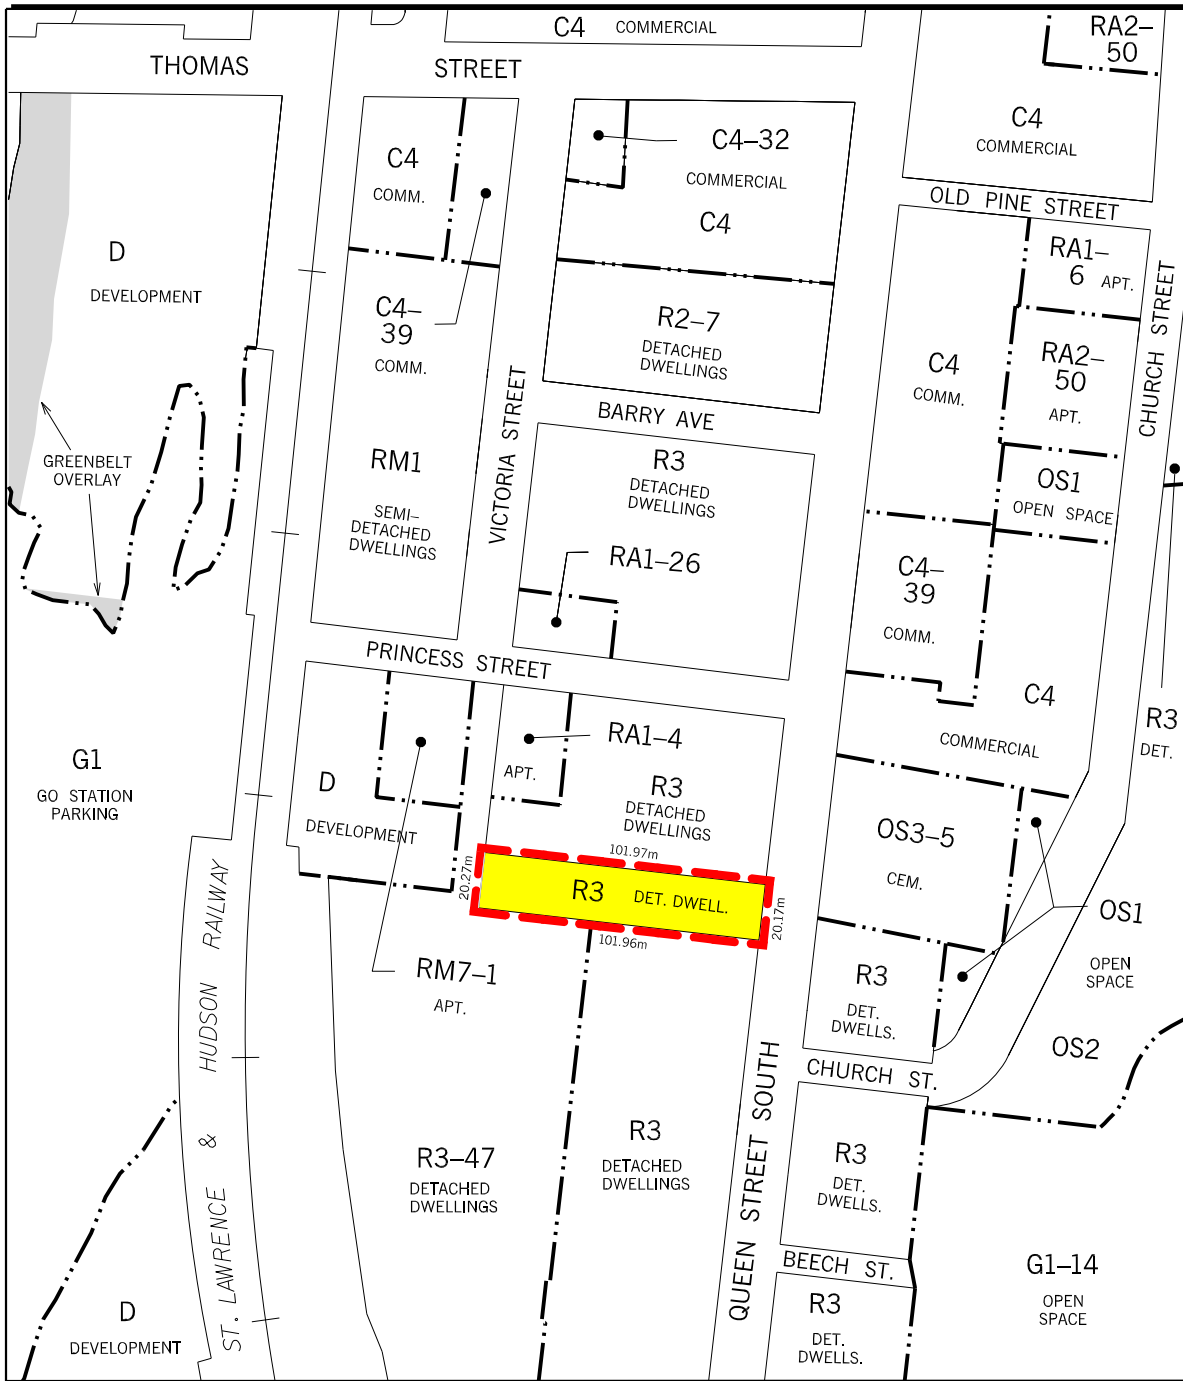 C4 COMMERCIAL
RA2–
50
THOMAS STREET
C4
COMMERCIAL
C4
COMM.
C4–32
COMMERCIAL
C4
OLD PINE STREET
D
DEVELOPMENT
RA1–
6 APT.
CHURCH STREET
C4–
39
COMM.
R2–7
DETACHED
DWELLINGS
C4
COMM.
RA2–
50
APT.
BARRY AVE
VICTORIA STREET
GREENBELT
OVERLAY
RM1
SEMI–
DETACHED
DWELLINGS
R3
DETACHED
DWELLINGS
OS1
OPEN SPACE
RA1–26
C4–
39
COMM.
PRINCESS STREET
C4
COMMERCIAL
R3
DET.
G1
GO STATION
PARKING
D
DEVELOPMENT
RA1–4
APT.
R3
DETACHED
DWELLINGS
OS3–5
CEM.
101.97m
20.27m
R3 DET. DWELL.
20.17m
101.96m
OS1
OPEN
SPACE
RM7–1
APT.
R3
DET.
DWELLS.
OS2
CHURCH ST.
ST. LAWRENCE & HUDSON RAILWAY
QUEEN STREET SOUTH
R3–47
DETACHED
DWELLINGS
R3
DETACHED
DWELLINGS
R3
DET.
DWELLS.
BEECH ST.
G1–14
OPEN
SPACE
D
DEVELOPMENT
R3
DET.
DWELLS.